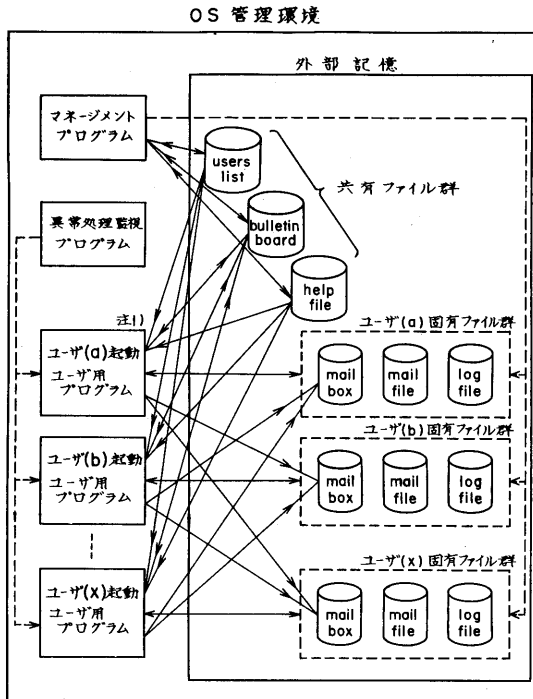 OS 管理環境
外部記憶
マネージメント
プログラム
users
list
共有ファイル群
bulletin
board
異常処理監視
プログラム
help
file
注1)
ユーザ(a)固有ファイル群
ユーザ(a)起動
ユーザ用
プログラム
mail
box
mail
file
log
file
ユーザ(b)固有ファイル群
ユーザ(b)起動
ユーザ用
プログラム
mail
box
mail
file
log
file
ユーザ(x)固有ファイル群
ユーザ(x)起動
ユーザ用
プログラム
mail
box
mail
file
log
file